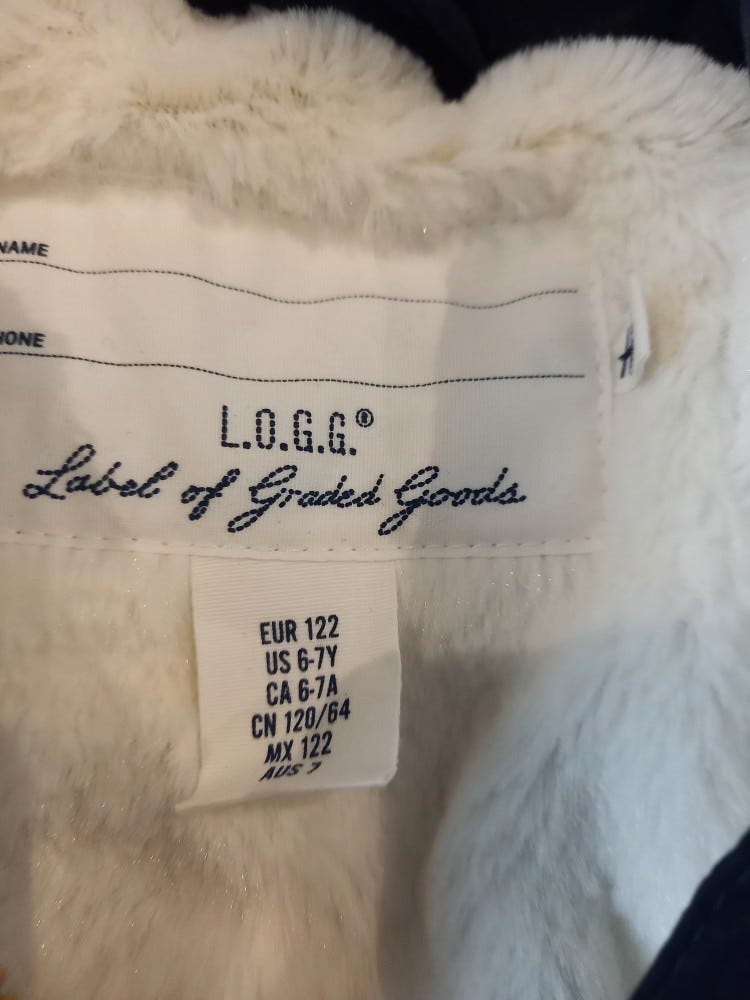 NAME
HONE
L.O.G.G.®
Label of Graded Goods
EUR 122
US 6-7Y
CA 6-7A
CN 120/64
MX 122
AUS 7